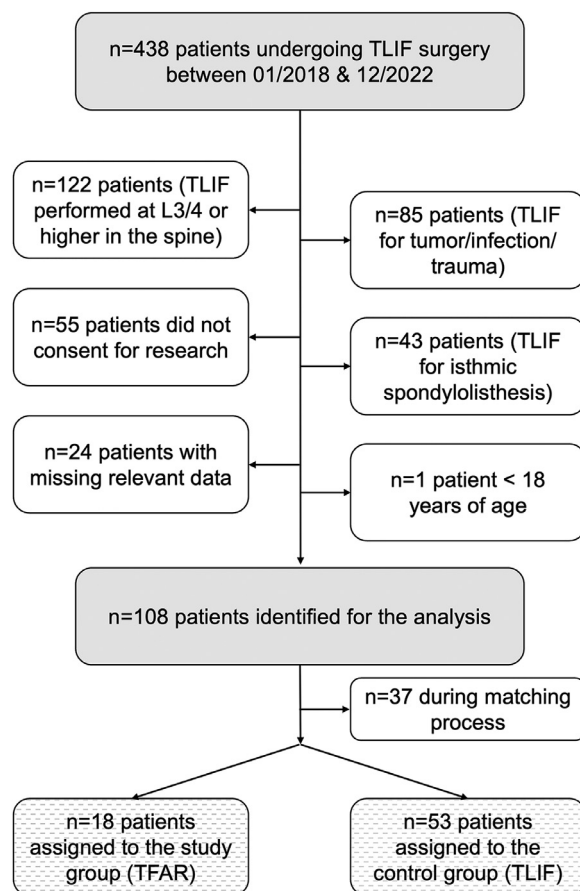 n=438 patients undergoing TLIF surgery
between 01/2018 & 12/2022
n=122 patients (TLIF
performed at L3/4 or
higher in the spine)
n=85 patients (TLIF
for tumor/infection/
trauma)
n=55 patients did not
consent for research
n=43 patients (TLIF
for isthmic
spondylolisthesis)
n=24 patients with
missing relevant data
n=1 patient < 18
years of age
n=108 patients identified for the analysis
n=37 during matching
process
n=18 patients
assigned to the study
group (TFAR)
n=53 patients
assigned to the
control group (TLIF)